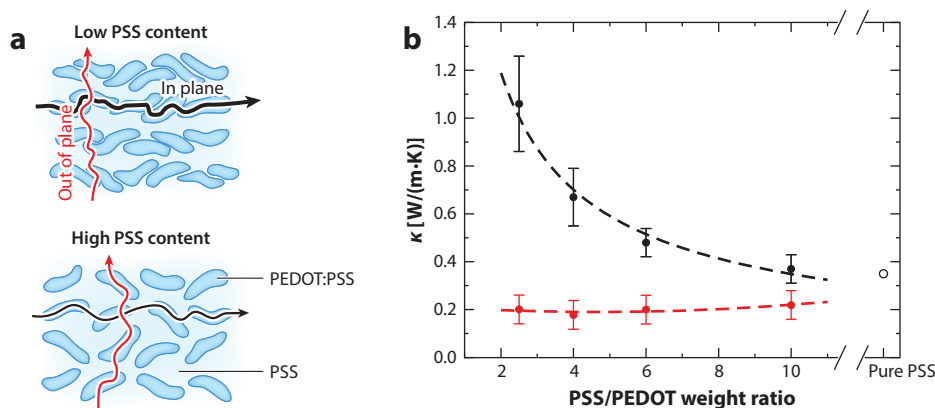 a
Low PSS content
In plane
Out of plane
High PSS content
PEDOT:PSS
PSS
b
κ [W/(m·K)]
1.4
1.2
1.0
0.8
0.6
0.4
0.2
0.0
2
4
6
8
10
Pure PSS
PSS/PEDOT weight ratio